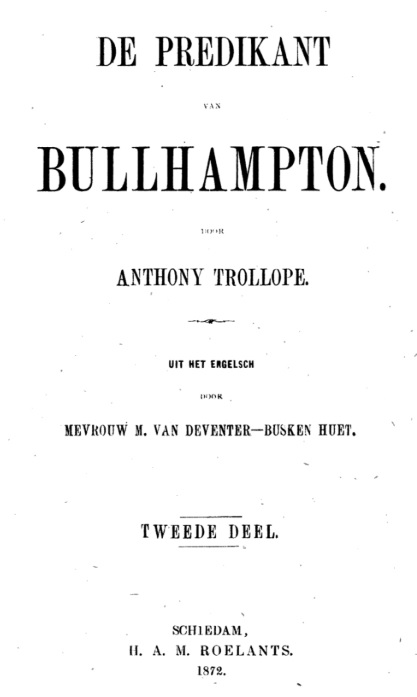 DE PREDIKANT
VAN
BULLHAMPTON.
DOOR
ANTHONY TROLLOPE.
UIT HET ENGELSCH
DOOR
MEVROUW M. VAN DEVENTER—BUSKEN HUET.
TWEEDE DEEL.
SCHIEDAM,
H. A. M. ROELANTS.
1872.